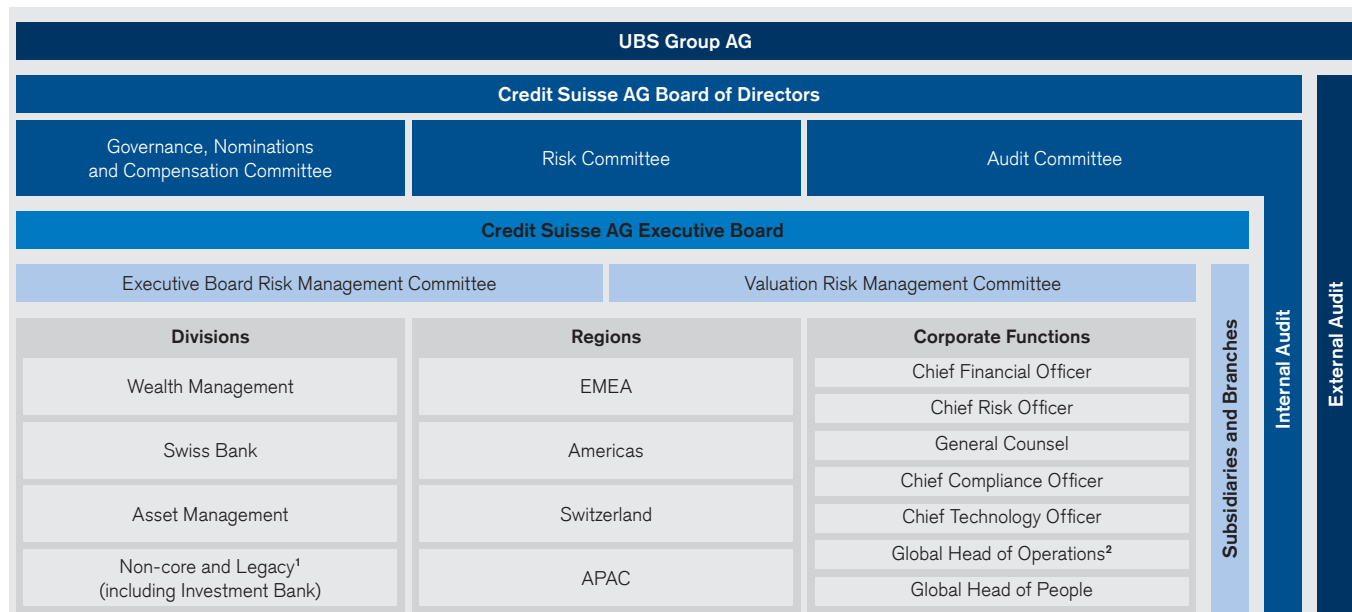 UBS Group AG
Credit Suisse AG Board of Directors
Governance, Nominations
and Compensation Committee
Risk Committee
Audit Committee
Credit Suisse AG Executive Board
Executive Board Risk Management Committee
Valuation Risk Management Committee
Divisions
Wealth Management
Swiss Bank
Asset Management
Non-core and Legacy¹
(including Investment Bank)
Regions
EMEA
Americas
Switzerland
APAC
Corporate Functions
Chief Financial Officer
Chief Risk Officer
General Counsel
Chief Compliance Officer
Chief Technology Officer
Global Head of Operations²
Global Head of People
Subsidiaries and Branches
Internal Audit
External Audit